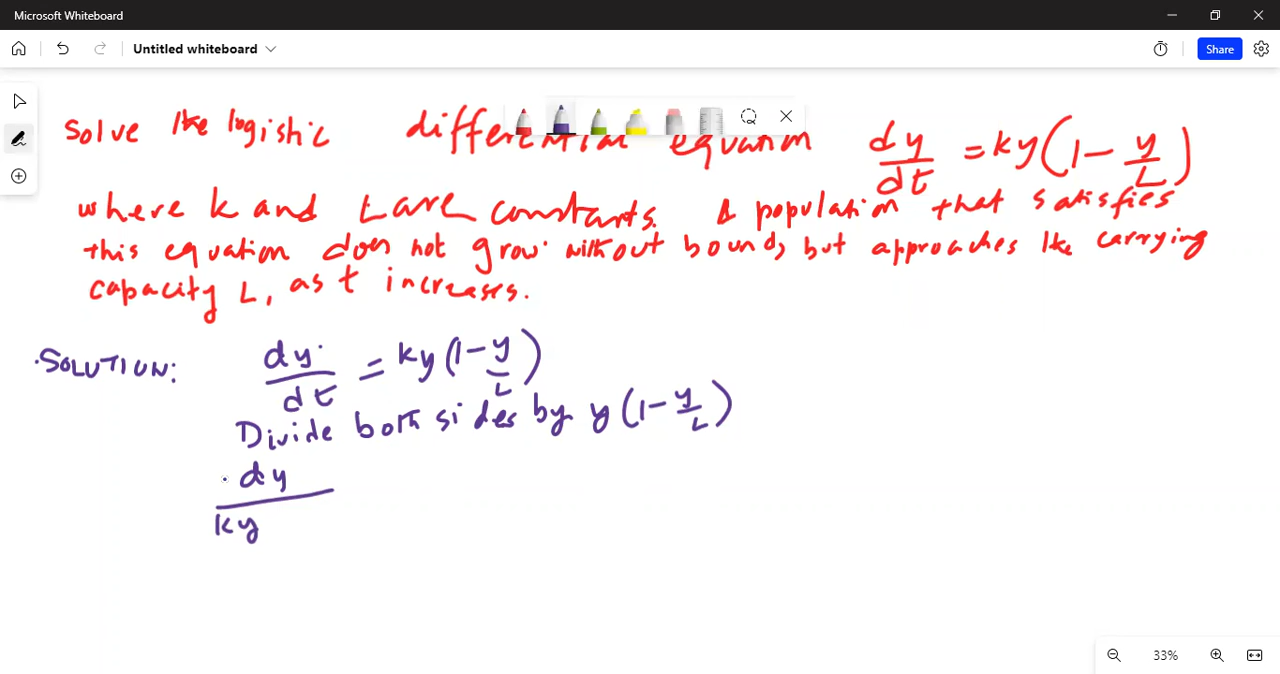 Microsoft Whiteboard
Untitled whiteboard
Share
Solve the logistic differential equation dy/dt = ky(1 - y/L)
where k and L are constants. A population that satisfies
this equation does not grow without bound, but approaches the carrying
capacity L, as t increases.
SOLUTION: dy/dt = ky(1 - y/L)
Divide both sides by y(1 - y/L)
dy
ky
33%